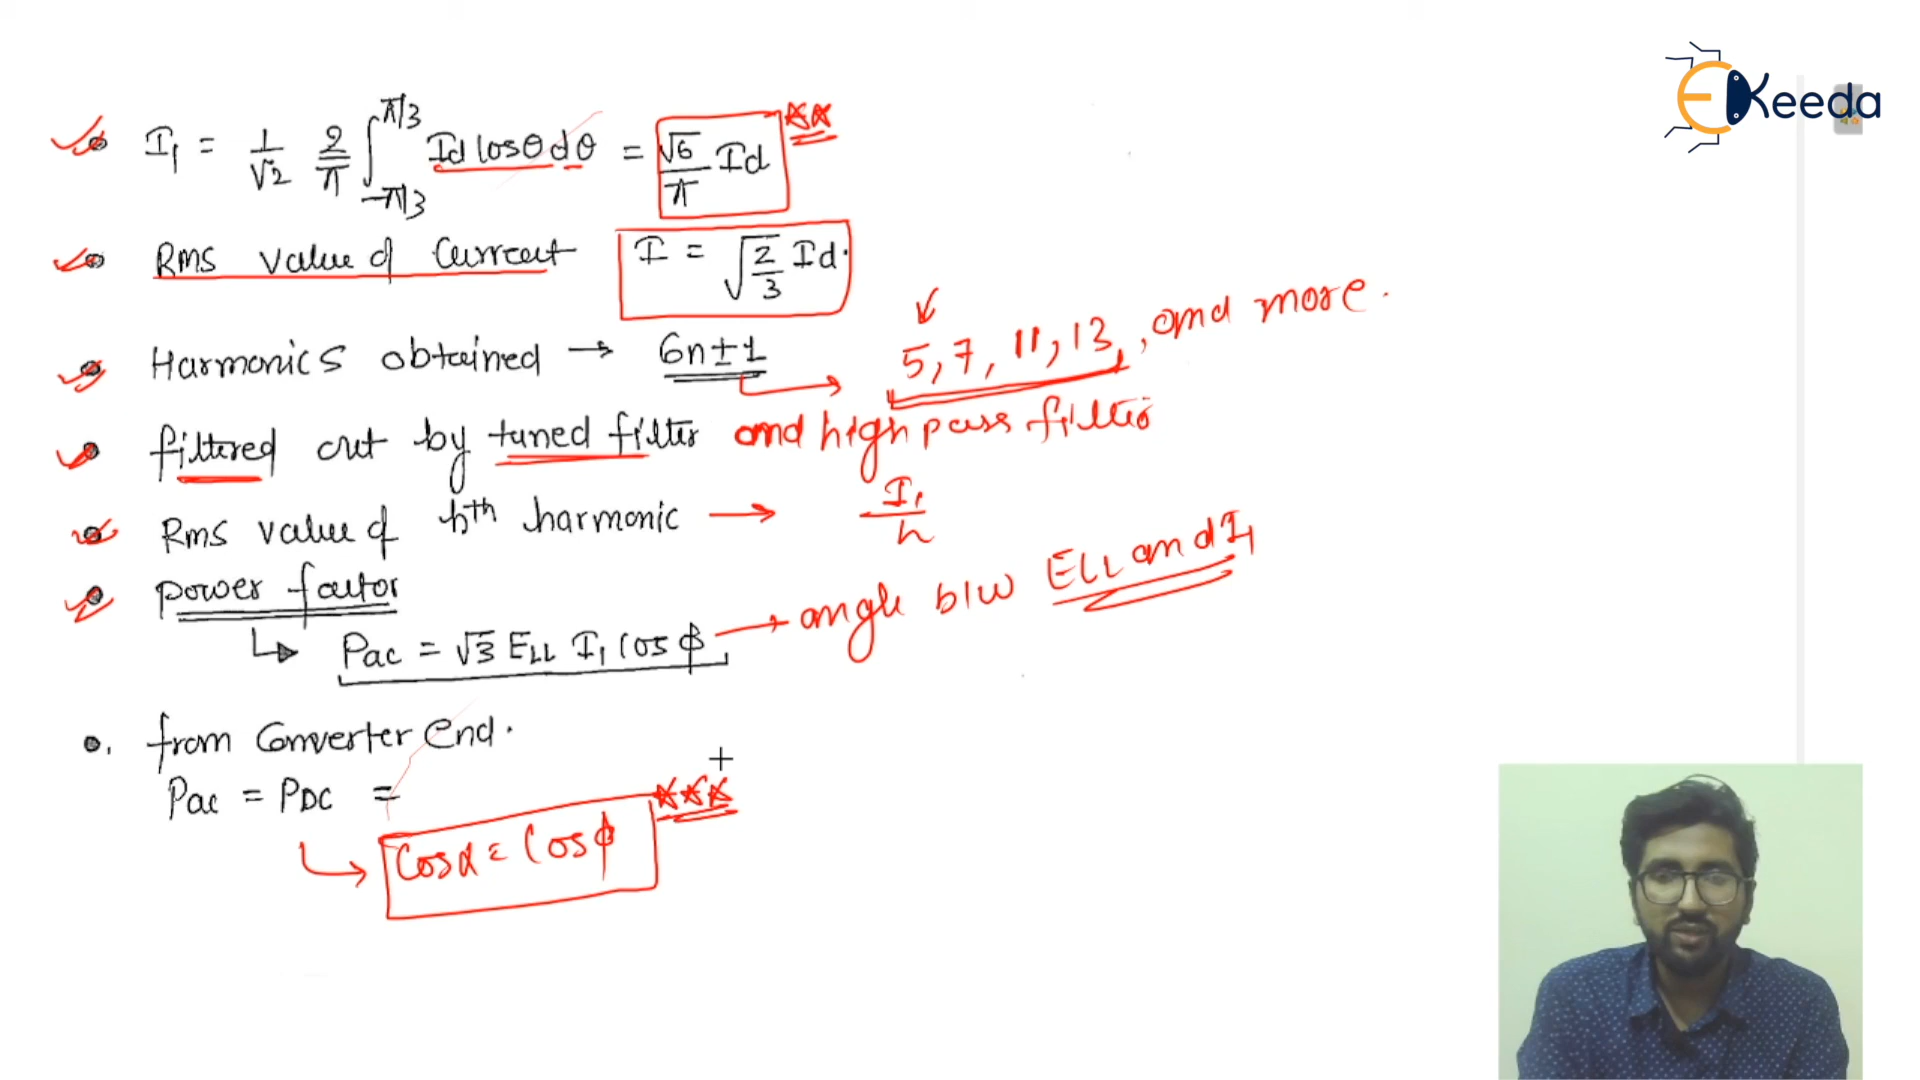 EKeeda
I₁ = 1/√2 2/π ∫_{-π/3}^{π/3} Id cosθ dθ = √6/π Id
Rms value of Current I = √(2/3) Id.
Harmonics obtained → 6n±1 → 5, 7, 11, 13, and more.
filtered out by tuned filter and high pass filter
Rms value of hth harmonic → I₁/h
power factor
↳ Pac = √3 ELL I₁ cos ϕ → angle b/w ELL and I₁
from Converter end.
Pac = PDC =
↳ Cosα = Cosϕ